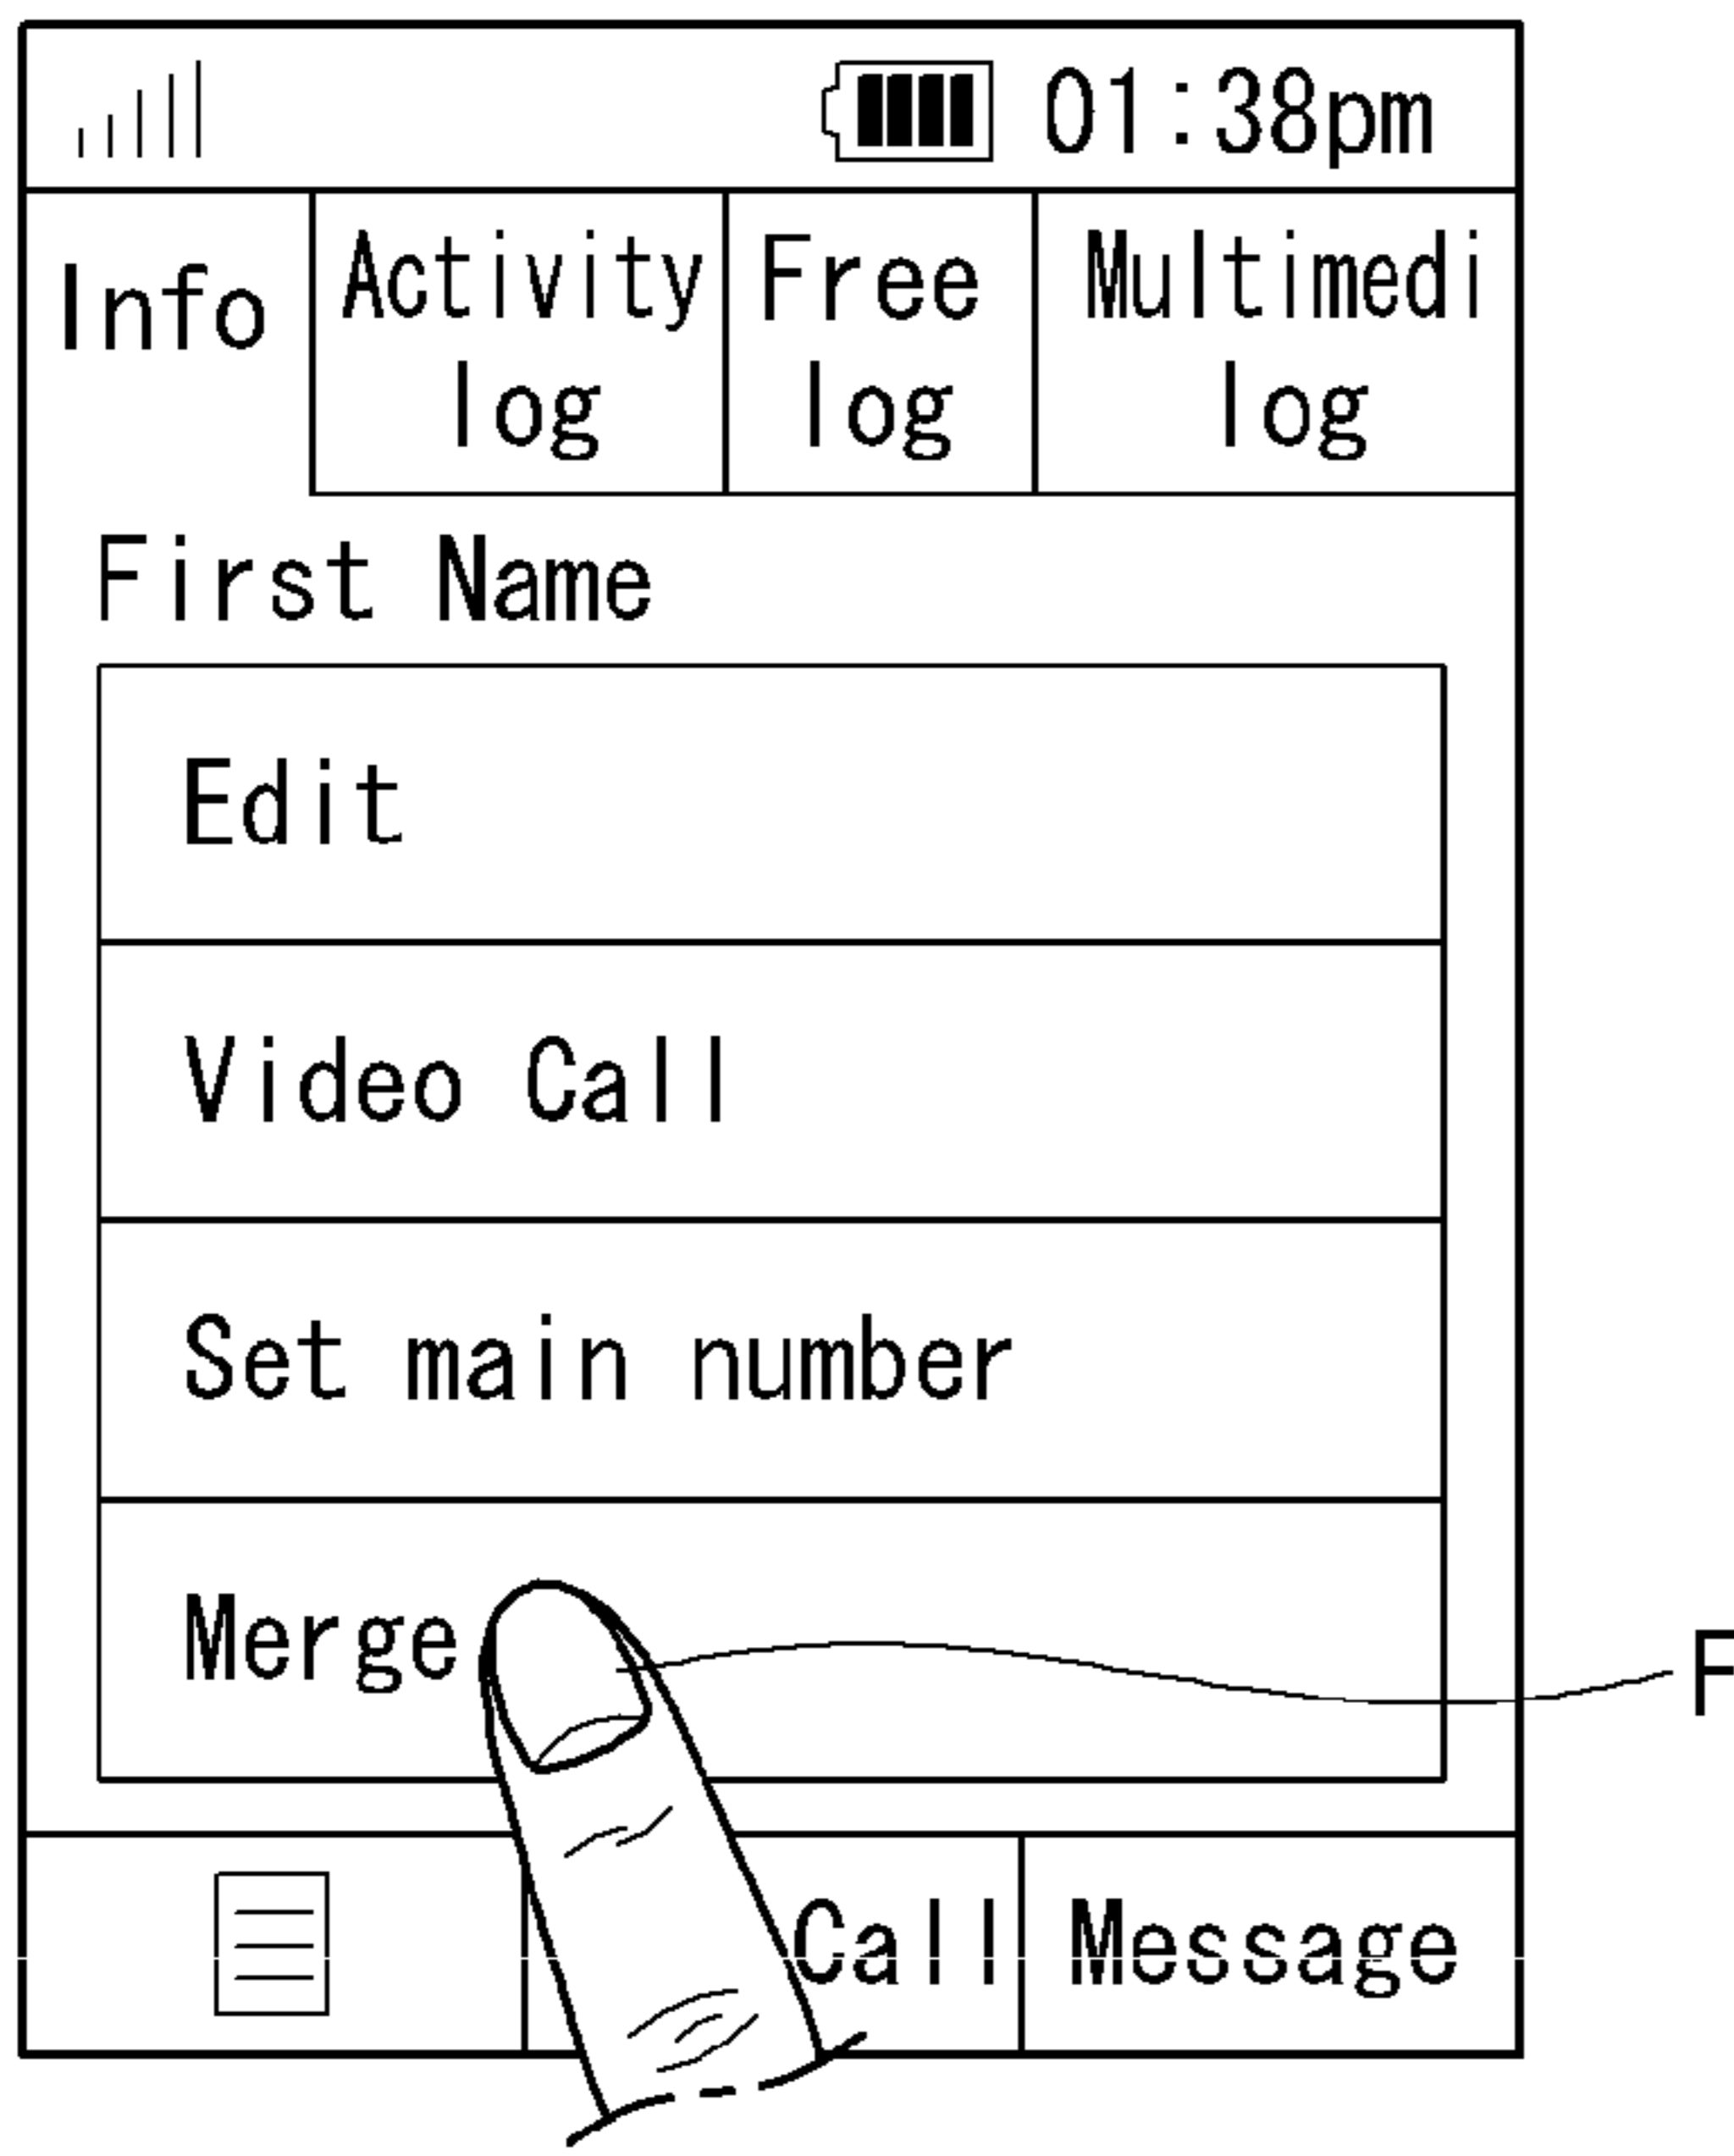 01:38pm
Info
Activity
log
Free
log
Multimedi
log
First Name
Edit
Video Call
Set main number
Merge
F
Call
Message